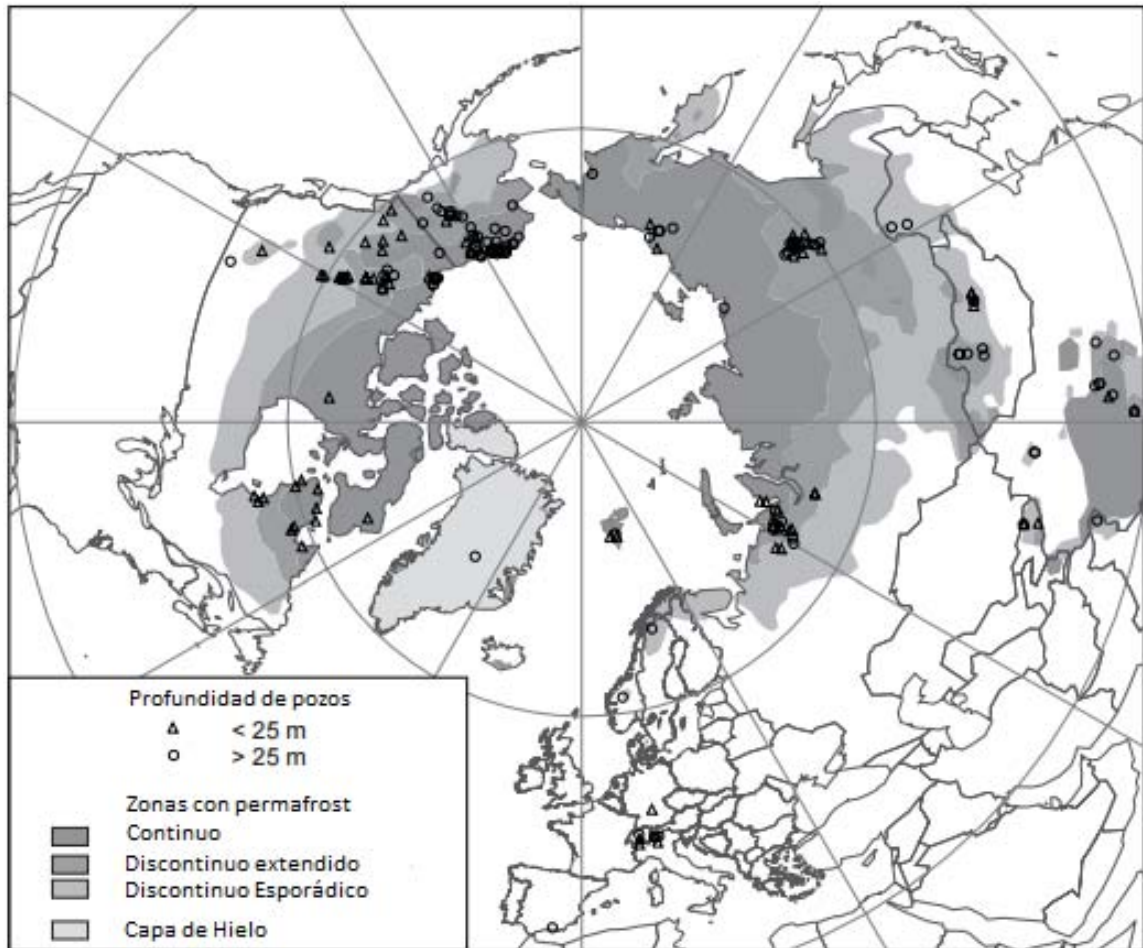 Profundidad de pozos
< 25 m
> 25 m
Zonas con permafrost
Continuo
Discontinuo extendido
Discontinuo Esporádico
Capa de Hielo